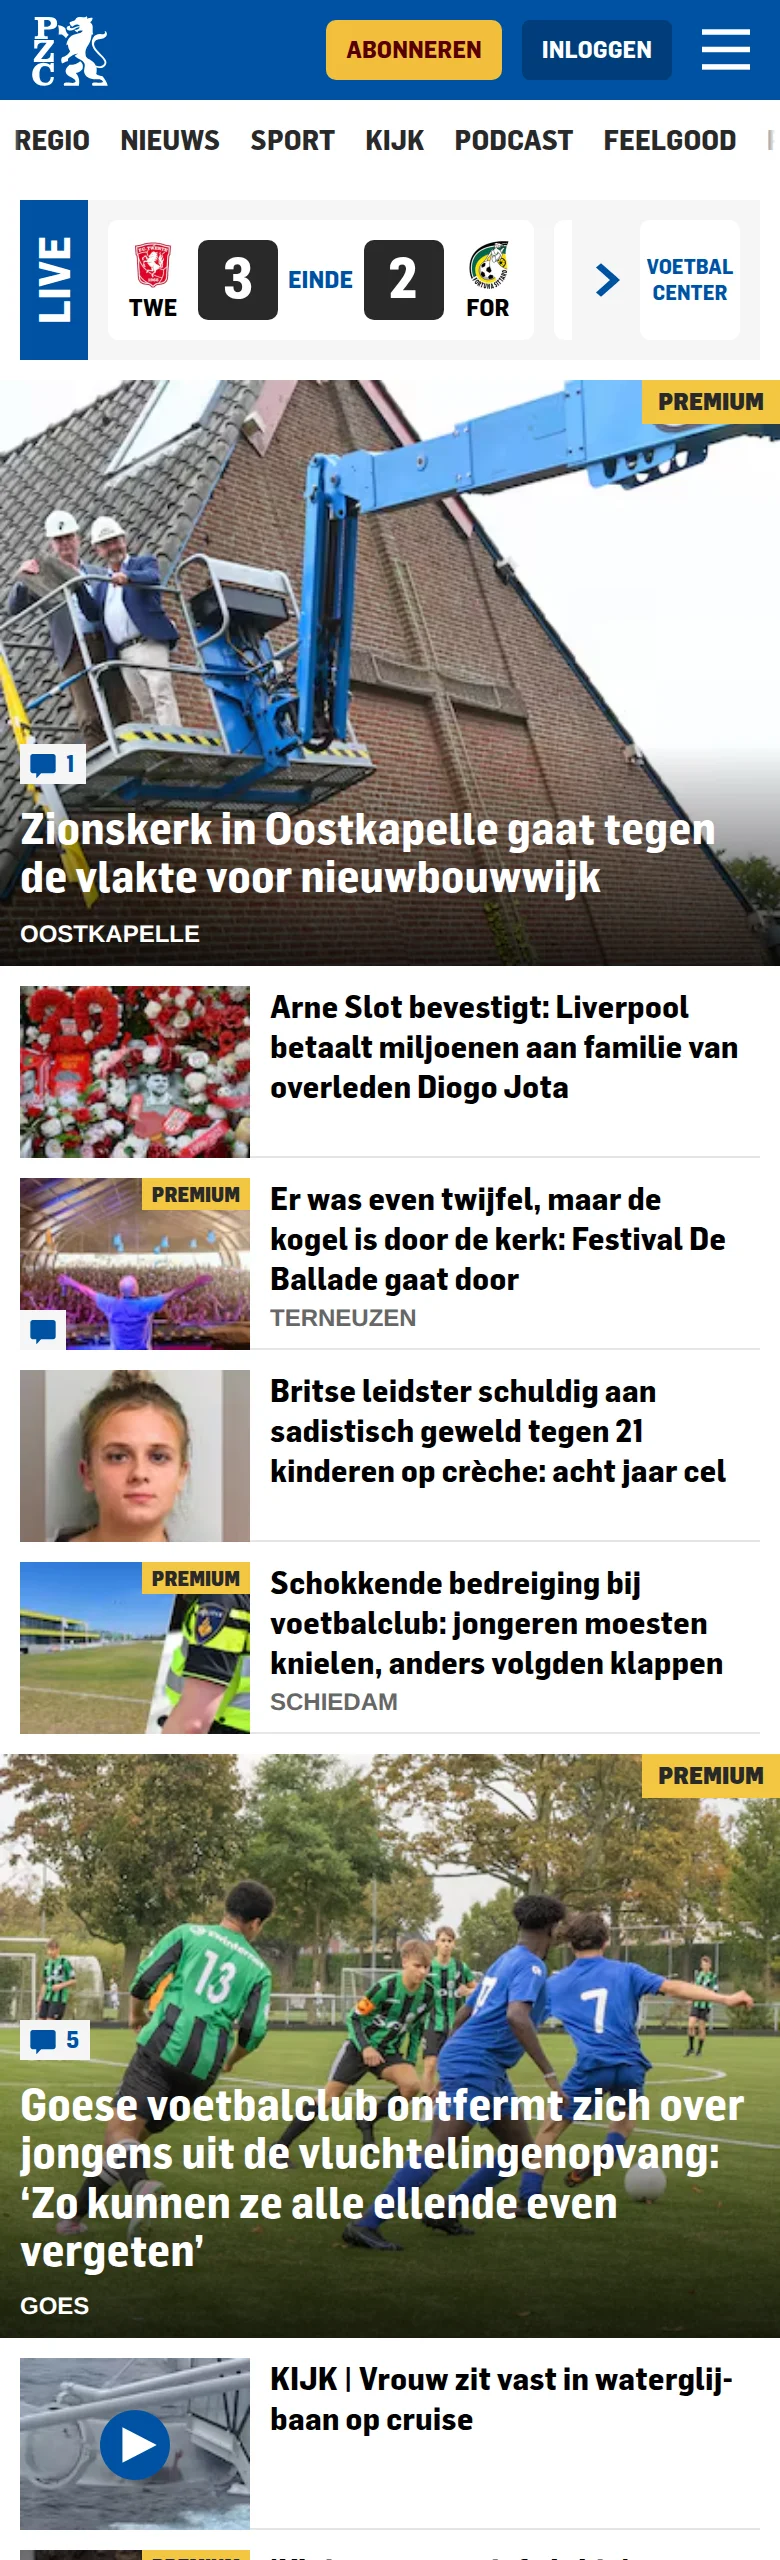 PZC
ABONNEREN
INLOGGEN
REGIO NIEUWS SPORT KIJK PODCAST FEELGOOD
LIVE
TWE
3
EINDE
2
FOR
VOETBAL
CENTER
PREMIUM
1
Zionskerk in Oostkapelle gaat tegen
de vlakte voor nieuwbouwwijk
OOSTKAPELLE
Arne Slot bevestigt: Liverpool
betaalt miljoenen aan familie van
overleden Diogo Jota
PREMIUM
Er was even twijfel, maar de
kogel is door de kerk: Festival De
Ballade gaat door
TERNEUZEN
Britse leidster schuldig aan
sadistisch geweld tegen 21
kinderen op crèche: acht jaar cel
PREMIUM
Schokkende bedreiging bij
voetbalclub: jongeren moesten
knielen, anders volgden klappen
SCHIEDAM
PREMIUM
13
7
5
Goese voetbalclub ontfermt zich over
jongens uit de vluchtelingenopvang:
‘Zo kunnen ze alle ellende even
vergeten’
GOES
KIJK | Vrouw zit vast in waterglij-
baan op cruise